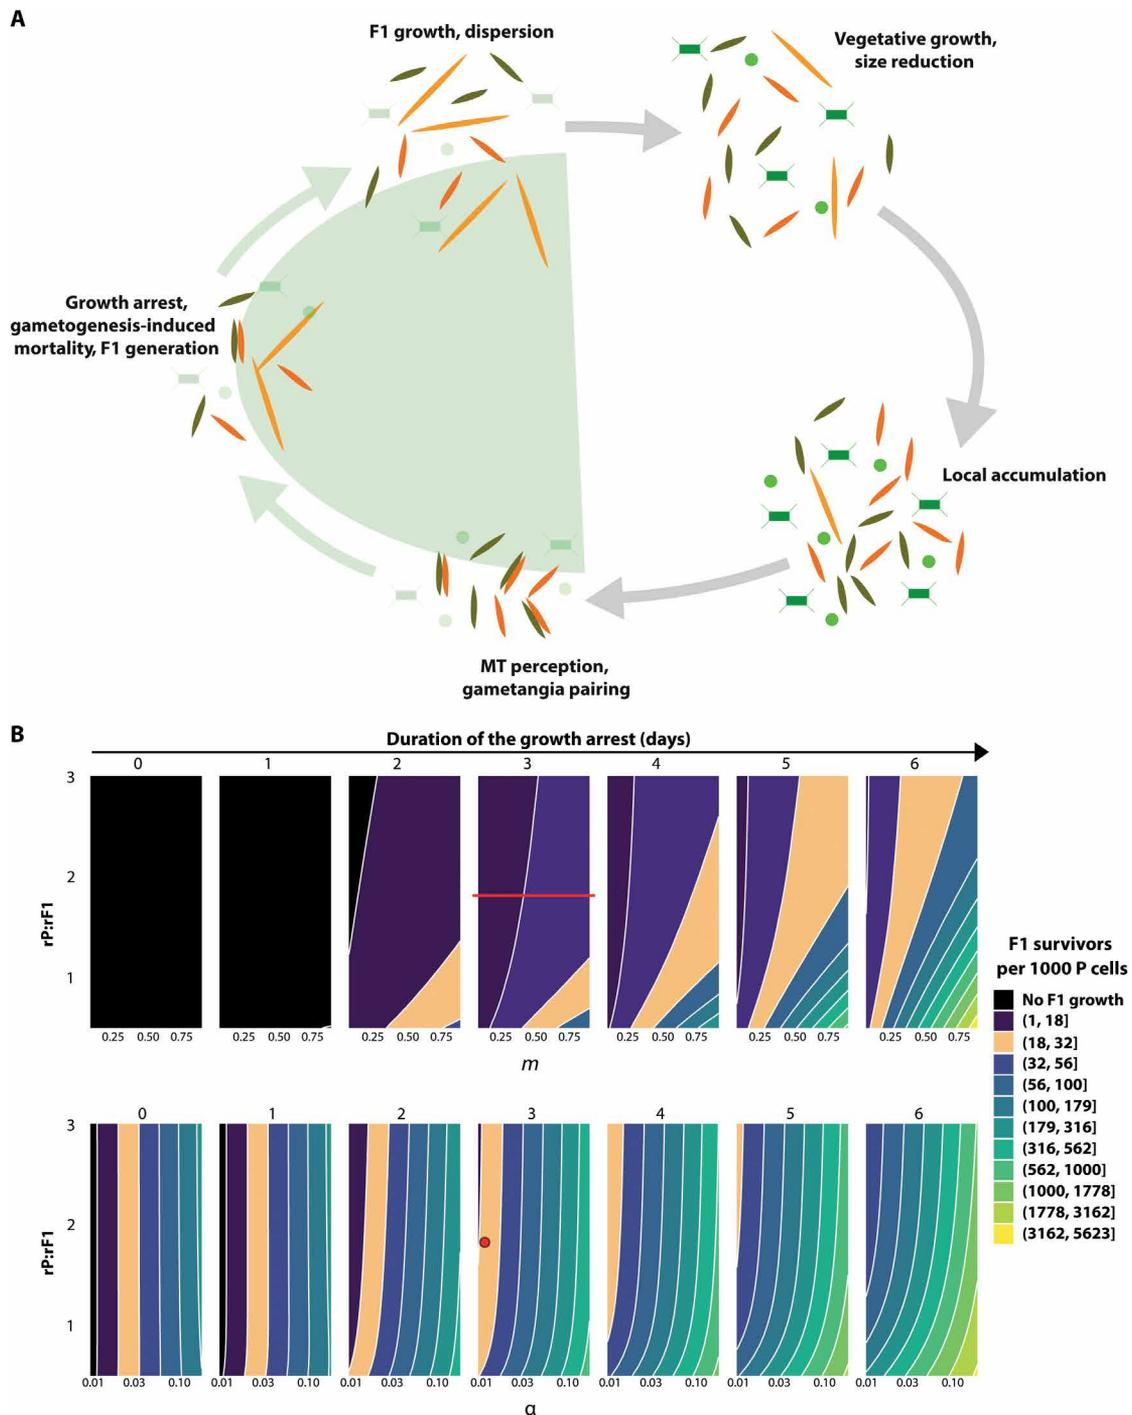 A
F1 growth, dispersion
Vegetative growth,
size reduction
Growth arrest,
gametogenesis-induced
mortality, F1 generation
Local accumulation
MT perception,
gametangia pairing
B
Duration of the growth arrest (days)
0 1 2 3 4 5 6
3
2
1
rP:rF1
0.25 0.50 0.75 0.25 0.50 0.75 0.25 0.50 0.75 0.25 0.50 0.75 0.25 0.50 0.75 0.25 0.50 0.75 0.25 0.50 0.75
m
0 1 2 3 4 5 6
3
2
1
rP:rF1
0.01 0.03 0.10 0.01 0.03 0.10 0.01 0.03 0.10 0.01 0.03 0.10 0.01 0.03 0.10 0.01 0.03 0.10 0.01 0.03 0.10
α
F1 survivors
per 1000 P cells
No F1 growth
(1, 18]
(18, 32]
(32, 56]
(56, 100]
(100, 179]
(179, 316]
(316, 562]
(562, 1000]
(1000, 1778]
(1778, 3162]
(3162, 5623]